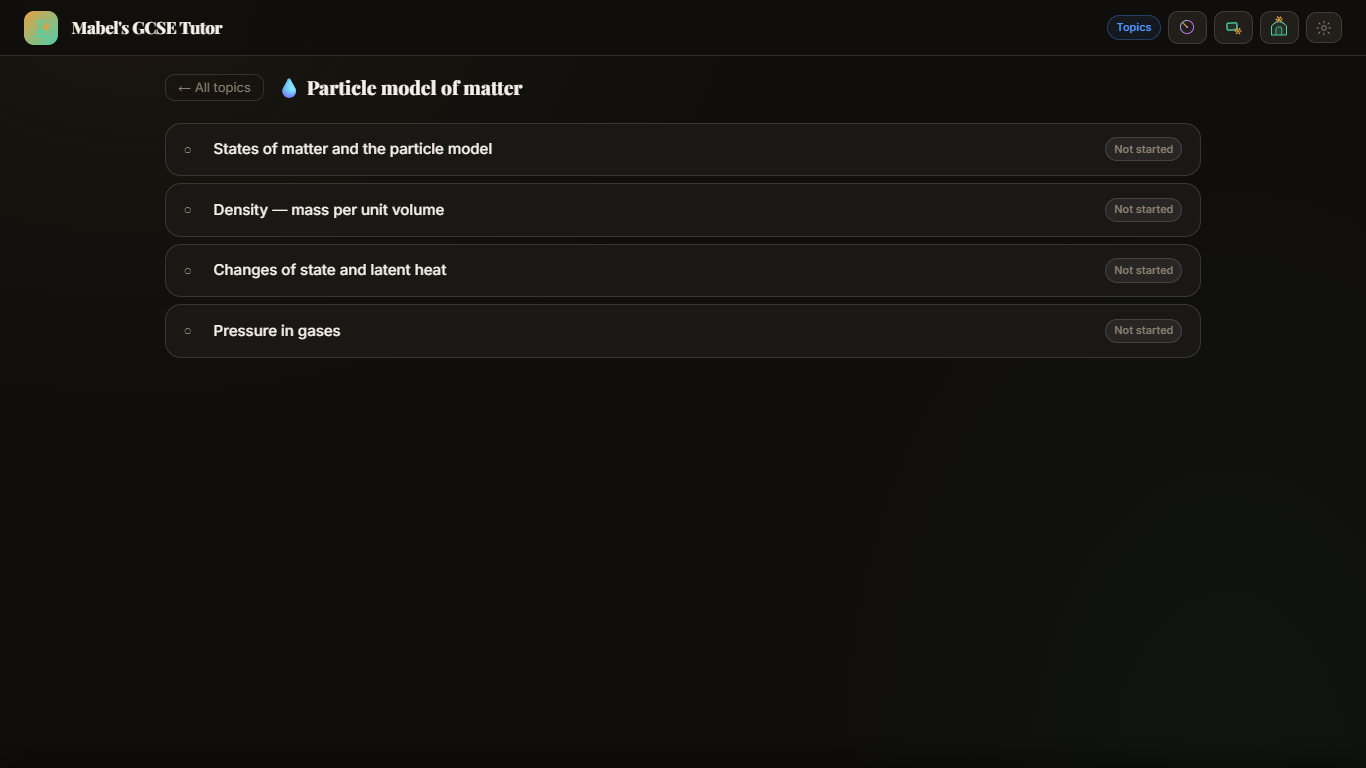 Mabel's GCSE Tutor
Topics
← All topics
Particle model of matter
States of matter and the particle model
Not started
Density — mass per unit volume
Not started
Changes of state and latent heat
Not started
Pressure in gases
Not started